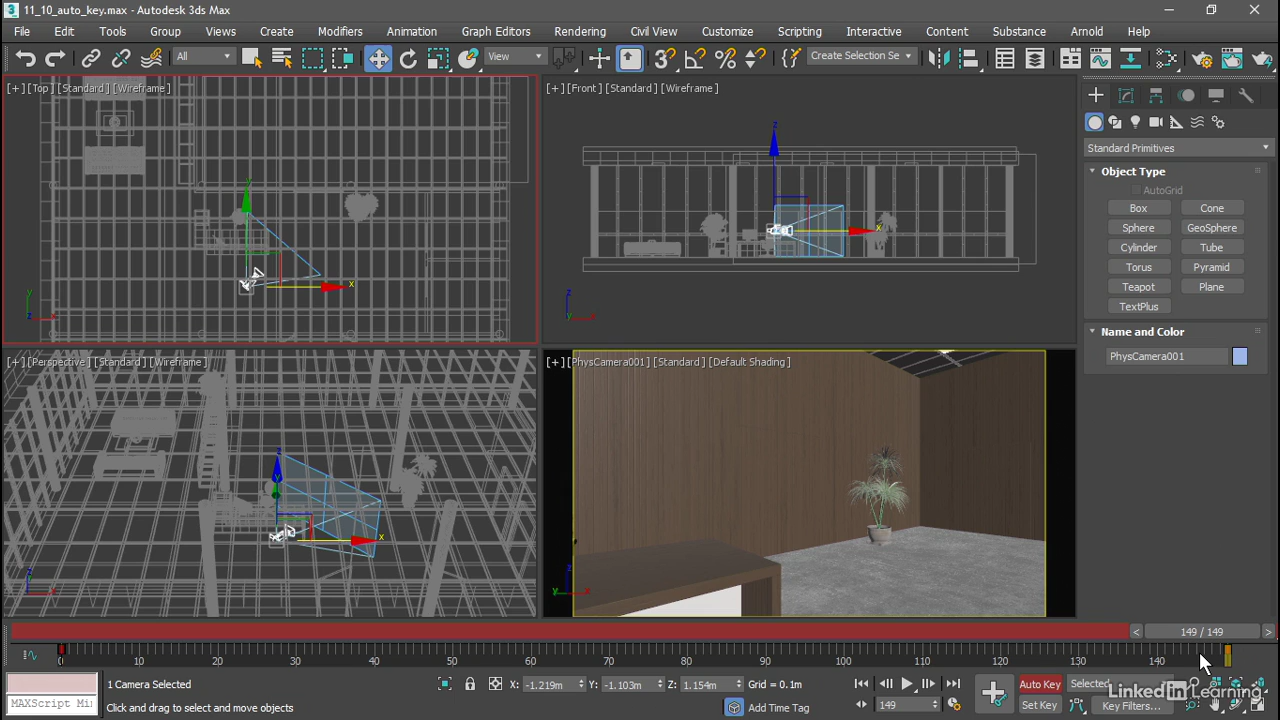 11_10_auto_key.max - Autodesk 3ds Max
File Edit Tools Group Views Create Modifiers Animation Graph Editors Rendering Civil View Customize Scripting Interactive Content Substance Arnold Help
All View Create Selection Se
[+] [Top] [Standard] [Wireframe]
[+] [Front] [Standard] [Wireframe]
Standard Primitives
Object Type
AutoGrid
Box Cone
Sphere GeoSphere
Cylinder Tube
Torus Pyramid
Teapot Plane
TextPlus
Name and Color
PhysCamera001
[+] [Perspective] [Standard] [Wireframe]
[+] [PhysCamera001] [Standard] [Default Shading]
< 149 / 149 >
0 10 20 30 40 50 60 70 80 90 100 110 120 130 140
1 Camera Selected
X: -1.219m Y: -1.103m Z: 1.154m Grid = 0.1m
Auto Key Selected
MAXScript Min
Click and drag to select and move objects
Add Time Tag
149
Set Key Key Filters...
LinkedIn Learning